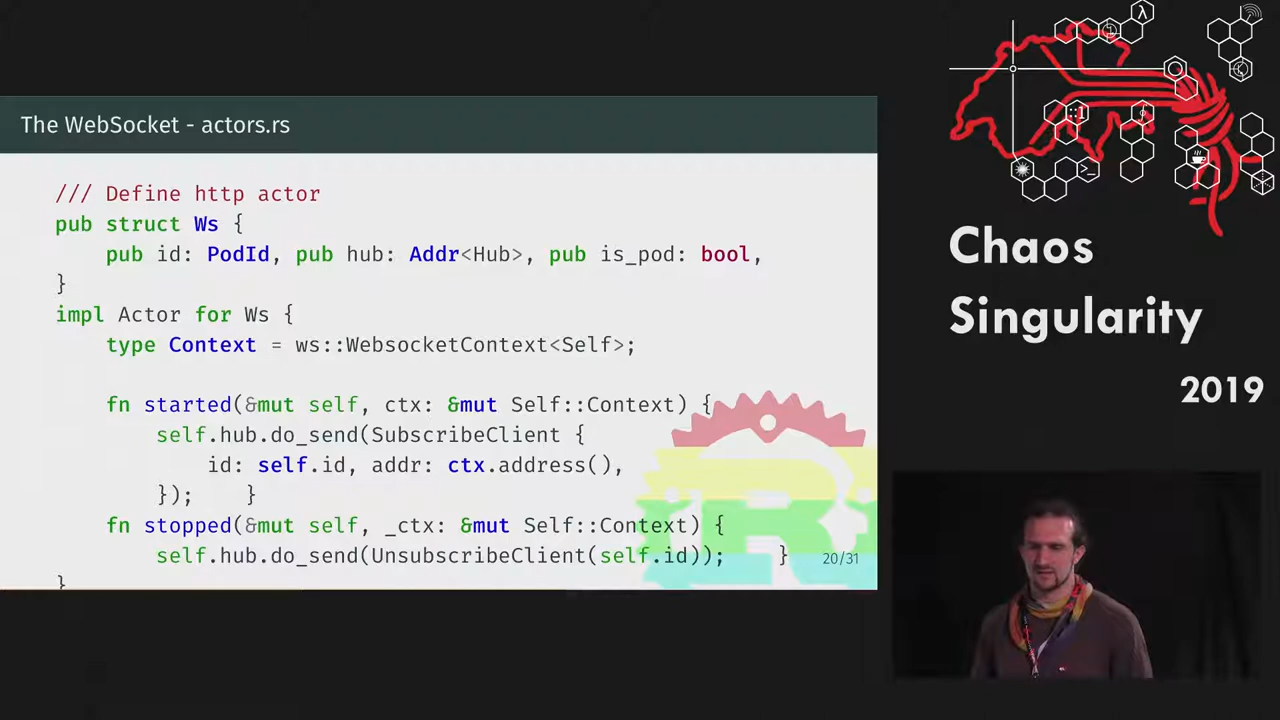 The WebSocket - actors.rs
/// Define http actor
pub struct Ws {
pub id: PodId, pub hub: Addr<Hub>, pub is_pod: bool,
}
impl Actor for Ws {
type Context = ws::WebsocketContext<Self>;
fn started(&mut self, ctx: &mut Self::Context) {
self.hub.do_send(SubscribeClient {
id: self.id, addr: ctx.address(),
}); }
fn stopped(&mut self, _ctx: &mut Self::Context) {
self.hub.do_send(UnsubscribeClient(self.id)); }
}
20/31
R
λ
::1
>_
Chaos
Singularity
2019